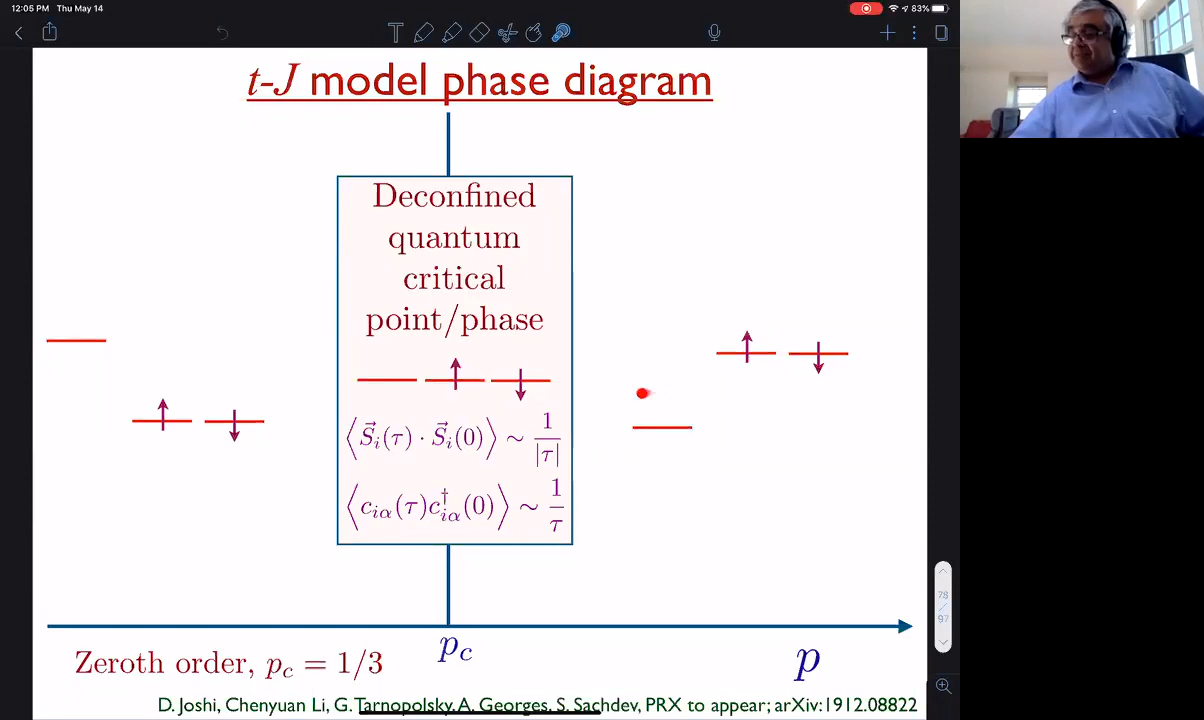 12:05 PM Thu May 14
83%
t-J model phase diagram
Deconfined
quantum
critical
point/phase
⟨S⃗ᵢ(τ) · S⃗ᵢ(0)⟩ ∼ 1/|τ|
⟨c_{iα}(τ)c†_{iα}(0)⟩ ∼ 1/τ
78
/
97
p_c
Zeroth order, p_c = 1/3
p
D. Joshi, Chenyuan Li, G. Tarnopolsky, A. Georges, S. Sachdev, PRX to appear; arXiv:1912.08822